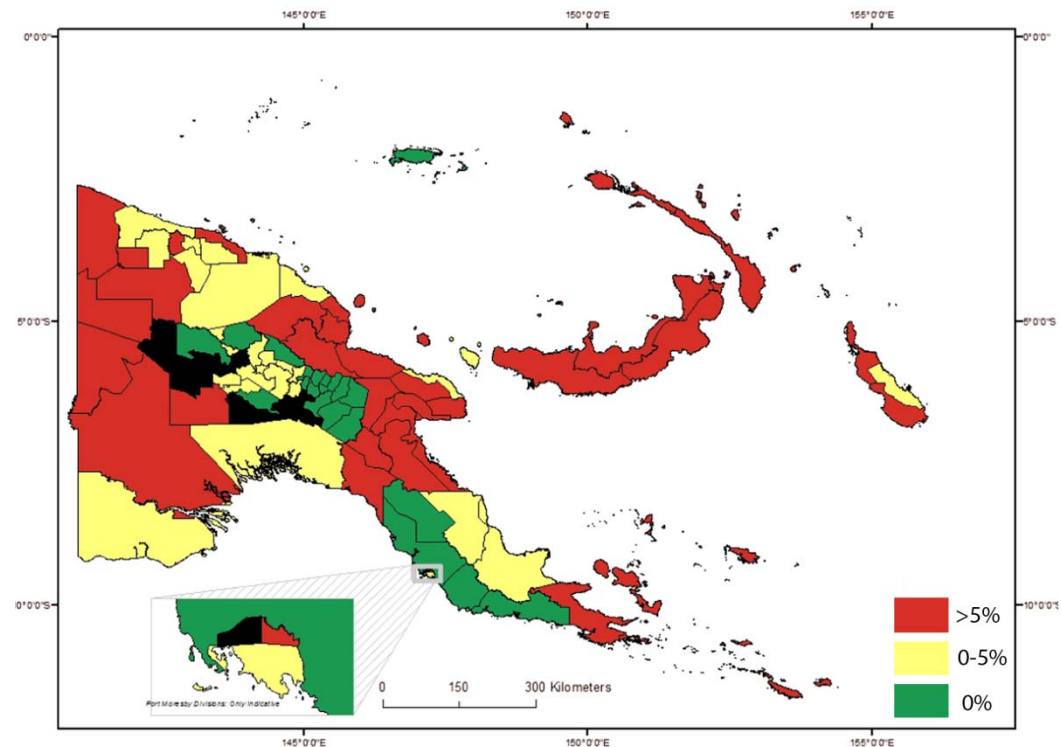 145°0'0"E 150°0'0"E 155°0'0"E
0°0'0" 0°0'0"
5°0'0"S 5°0'0"S
>5%
0°0'0"S 10°0'0"S
0-5%
0 150 300 Kilometers
0%
Port Moresby Divisions: Only Indicative
145°0'0"E 150°0'0"E 155°0'0"E